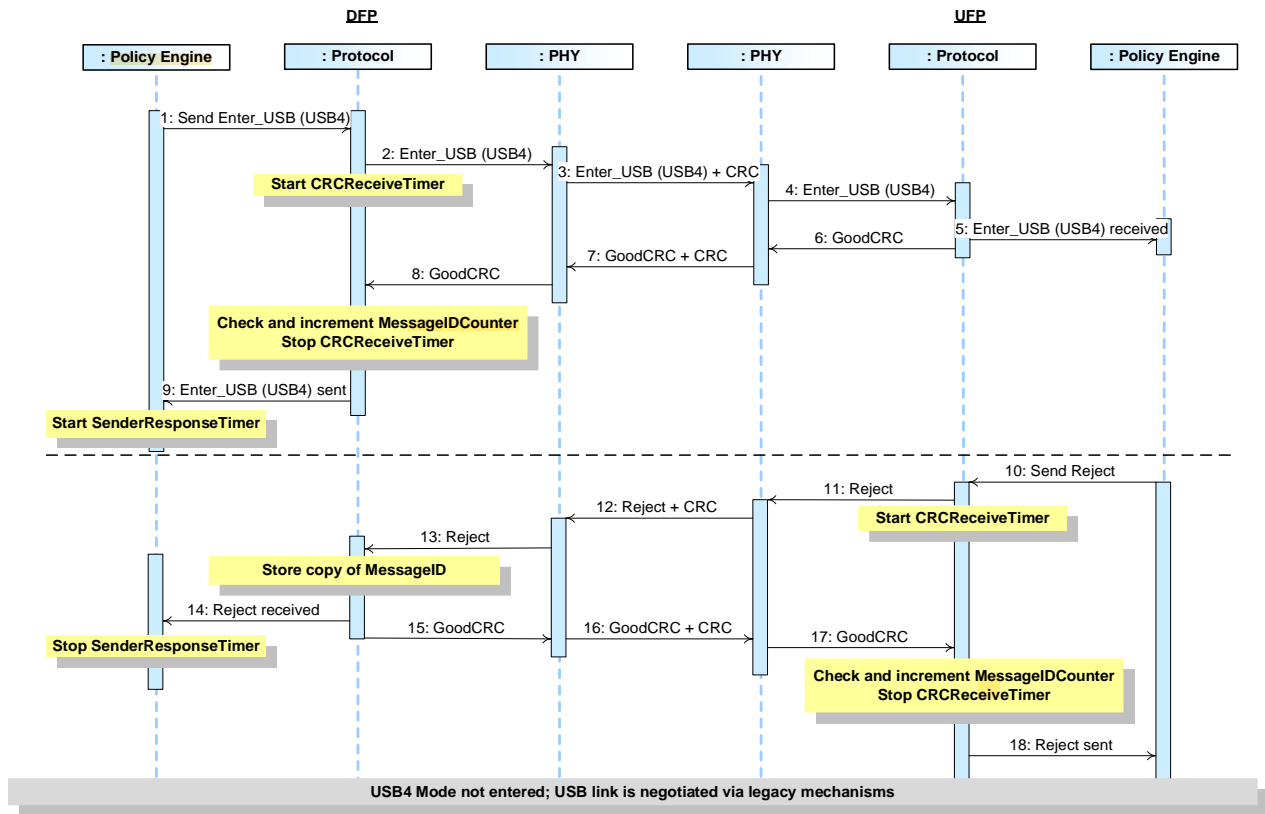 DFP
UFP
: Policy Engine
: Protocol
: PHY
: PHY
: Protocol
: Policy Engine
1: Send Enter_USB (USB4)
2: Enter_USB (USB4)
3: Enter_USB (USB4) + CRC
Start CRCReceiveTimer
4: Enter_USB (USB4)
5: Enter_USB (USB4) received
6: GoodCRC
7: GoodCRC + CRC
8: GoodCRC
Check and increment MessageIDCounter
Stop CRCReceiveTimer
9: Enter_USB (USB4) sent
Start SenderResponseTimer
10: Send Reject
11: Reject
12: Reject + CRC
Start CRCReceiveTimer
13: Reject
Store copy of MessageID
14: Reject received
15: GoodCRC
16: GoodCRC + CRC
17: GoodCRC
Stop SenderResponseTimer
Check and increment MessageIDCounter
Stop CRCReceiveTimer
18: Reject sent
USB4 Mode not entered; USB link is negotiated via legacy mechanisms